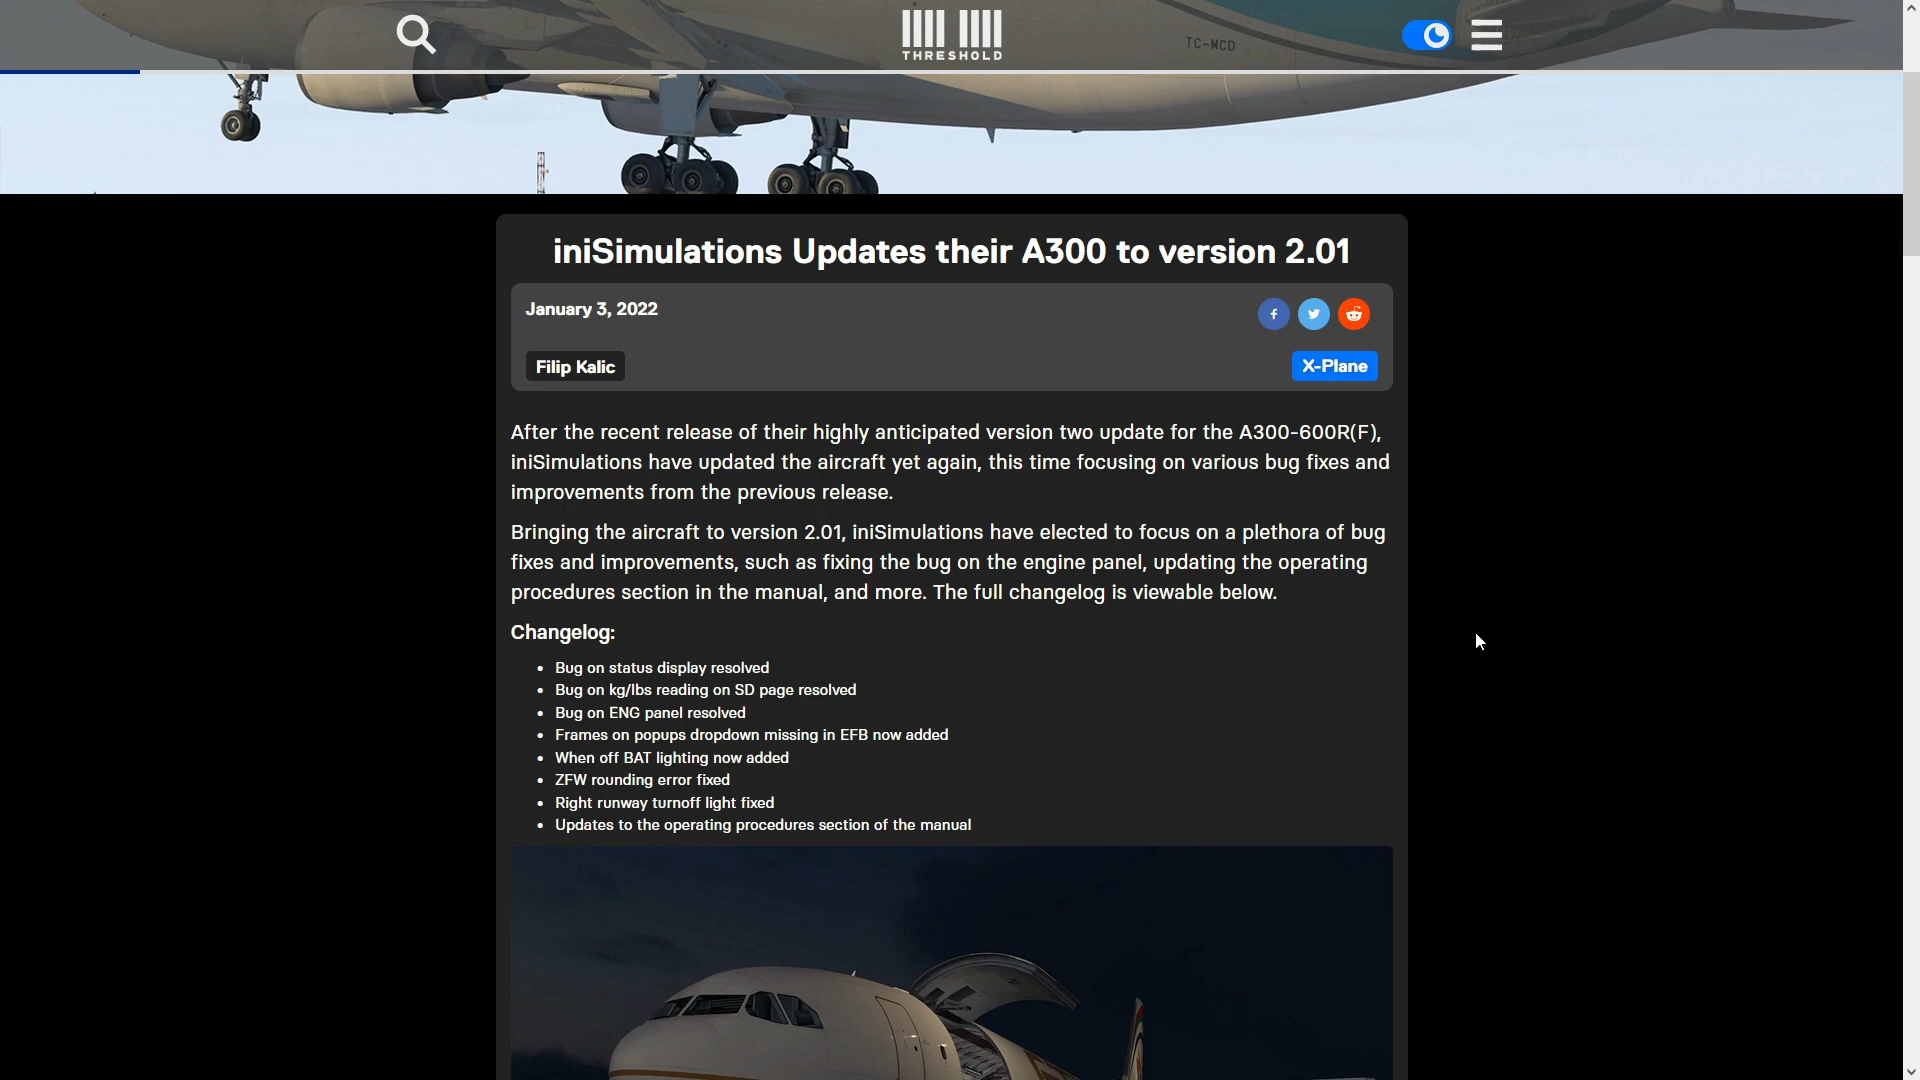 TC-MCD
THRESHOLD
iniSimulations Updates their A300 to version 2.01
January 3, 2022
Filip Kalic
X-Plane
After the recent release of their highly anticipated version two update for the A300-600R(F),
iniSimulations have updated the aircraft yet again, this time focusing on various bug fixes and
improvements from the previous release.
Bringing the aircraft to version 2.01, iniSimulations have elected to focus on a plethora of bug
fixes and improvements, such as fixing the bug on the engine panel, updating the operating
procedures section in the manual, and more. The full changelog is viewable below.
Changelog:
• Bug on status display resolved
• Bug on kg/lbs reading on SD page resolved
• Bug on ENG panel resolved
• Frames on popups dropdown missing in EFB now added
• When off BAT lighting now added
• ZFW rounding error fixed
• Right runway turnoff light fixed
• Updates to the operating procedures section of the manual